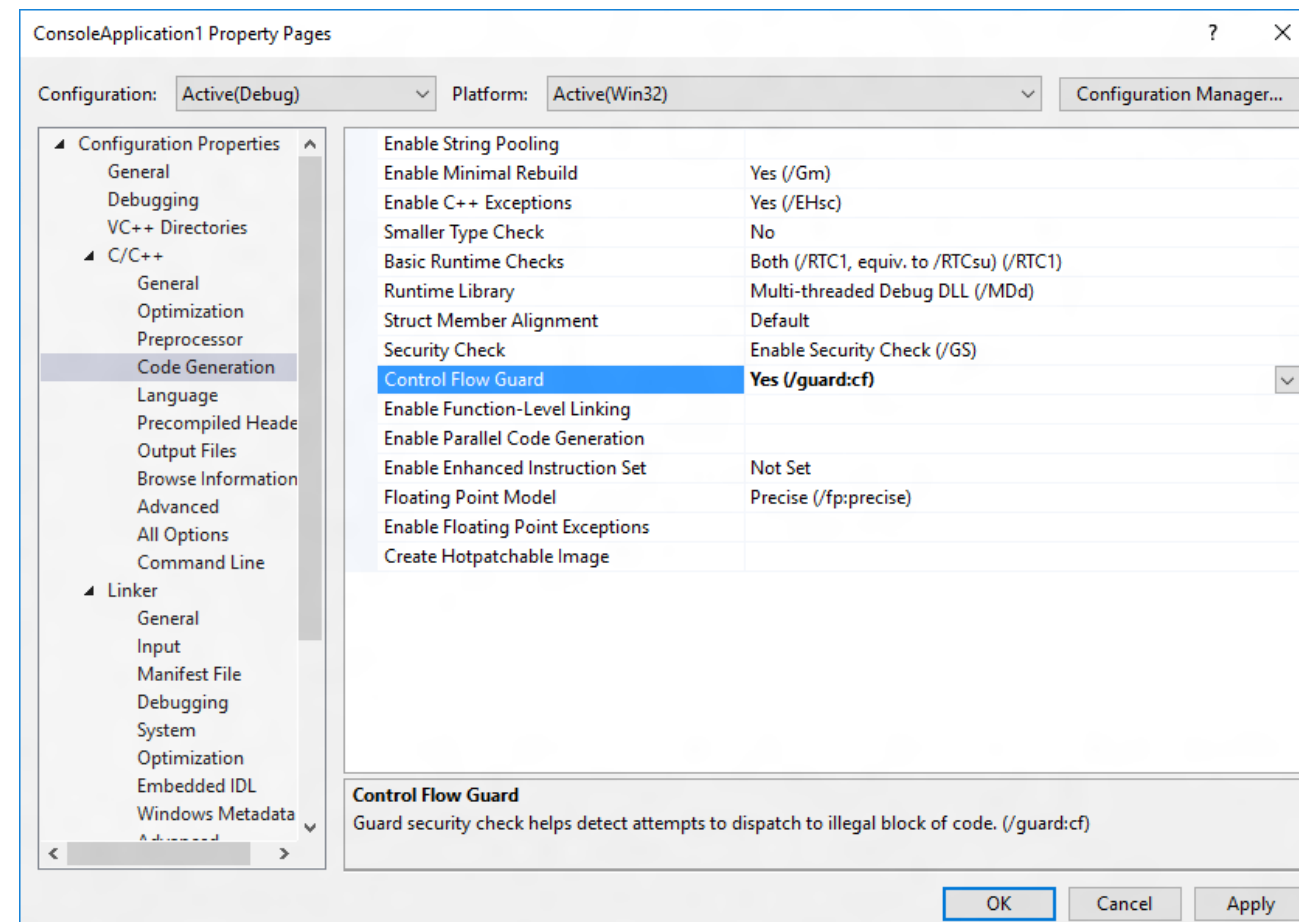 ConsoleApplication1 Property Pages
?
Configuration: Active(Debug) Platform: Active(Win32) Configuration Manager...
Configuration Properties
General
Debugging
VC++ Directories
C/C++
General
Optimization
Preprocessor
Code Generation
Language
Precompiled Heade
Output Files
Browse Information
Advanced
All Options
Command Line
Linker
General
Input
Manifest File
Debugging
System
Optimization
Embedded IDL
Windows Metadata
Enable String Pooling
Enable Minimal Rebuild Yes (/Gm)
Enable C++ Exceptions Yes (/EHsc)
Smaller Type Check No
Basic Runtime Checks Both (/RTC1, equiv. to /RTCsu) (/RTC1)
Runtime Library Multi-threaded Debug DLL (/MDd)
Struct Member Alignment Default
Security Check Enable Security Check (/GS)
Control Flow Guard Yes (/guard:cf)
Enable Function-Level Linking
Enable Parallel Code Generation
Enable Enhanced Instruction Set Not Set
Floating Point Model Precise (/fp:precise)
Enable Floating Point Exceptions
Create Hotpatchable Image
Control Flow Guard
Guard security check helps detect attempts to dispatch to illegal block of code. (/guard:cf)
OK Cancel Apply